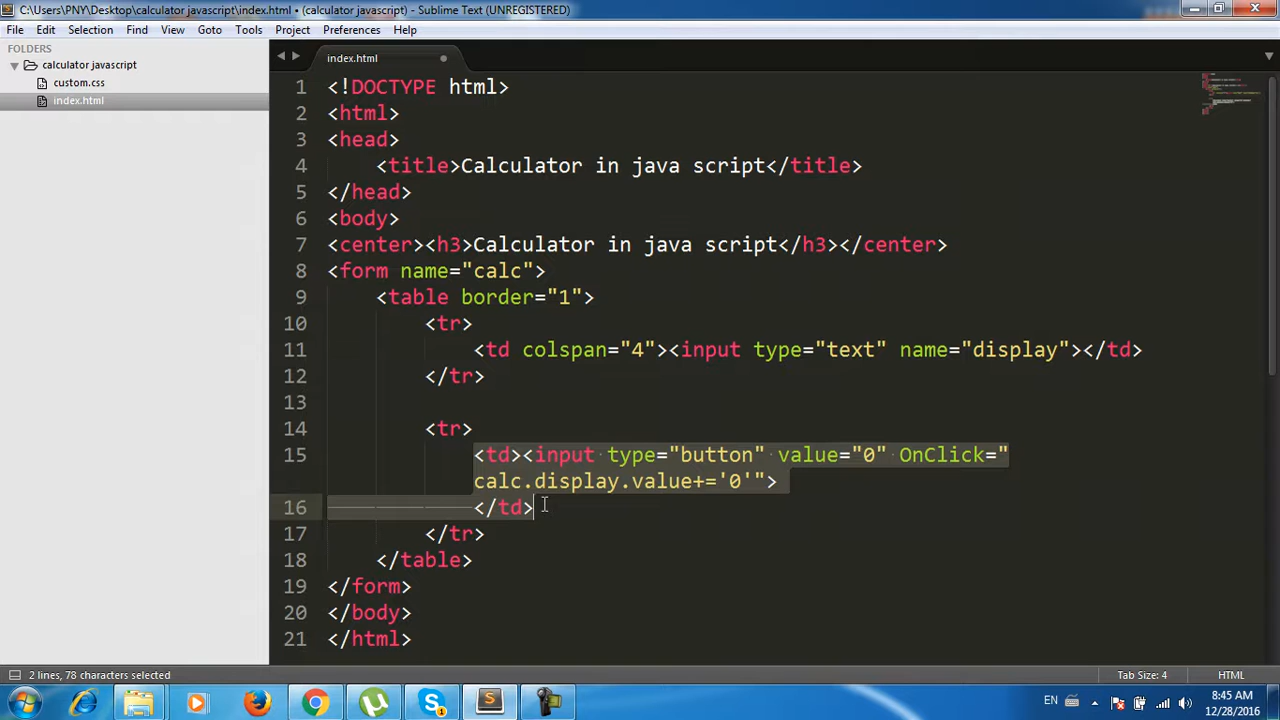 C:\Users\PNY\Desktop\calculator javascript\index.html • (calculator javascript) - Sublime Text (UNREGISTERED)
File Edit Selection Find View Goto Tools Project Preferences Help
FOLDERS
calculator javascript
custom.css
index.html
index.html
1 <!DOCTYPE html>
2 <html>
3 <head>
4 <title>Calculator in java script</title>
5 </head>
6 <body>
7 <center><h3>Calculator in java script</h3></center>
8 <form name="calc">
9 <table border="1">
10 <tr>
11 <td colspan="4"><input type="text" name="display"></td>
12 </tr>
13
14 <tr>
15 <td><input type="button" value="0" OnClick="
calc.display.value+='0'">
16 </td>
17 </tr>
18 </table>
19 </form>
20 </body>
21 </html>
2 lines, 78 characters selected
Tab Size: 4
HTML
EN
8:45 AM
12/28/2016